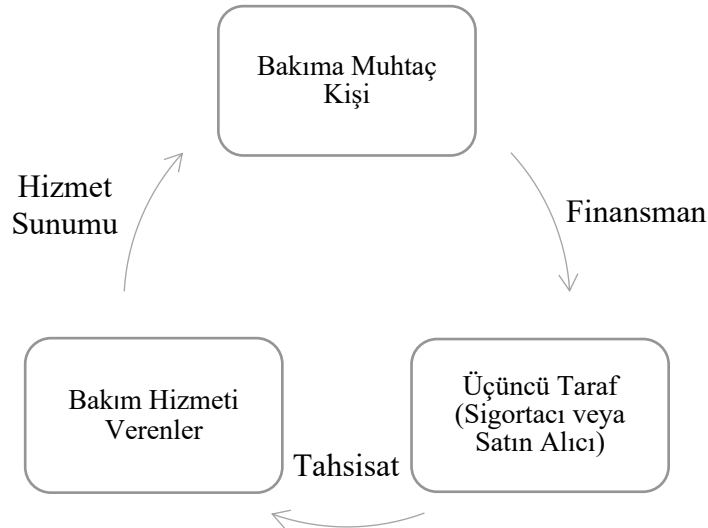 Bakıma Muhtaç
Kişi
Hizmet
Sunumu
Finansman
Bakım Hizmeti
Verenler
Üçüncü Taraf
(Sigortacı veya
Satın Alıcı)
Tahsisat